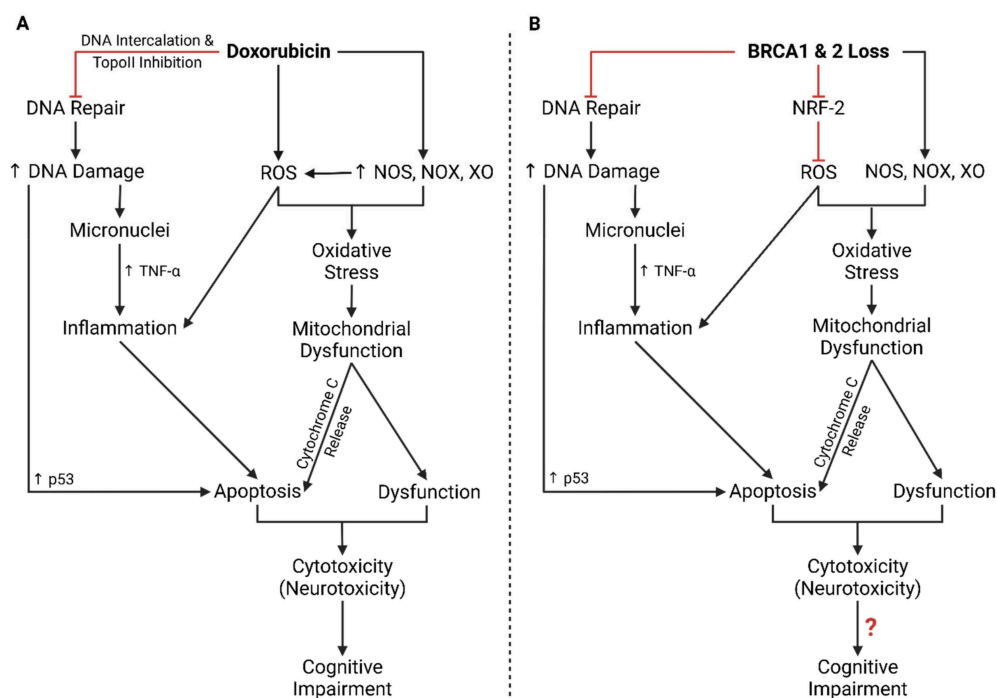 A
DNA Intercalation &
TopoII Inhibition
Doxorubicin
DNA Repair
↑ DNA Damage
ROS
↑ NOS, NOX, XO
Micronuclei
↑ TNF-α
Oxidative
Stress
Inflammation
Mitochondrial
Dysfunction
Cytochrome C
Release
↑ p53
Apoptosis
Dysfunction
Cytotoxicity
(Neurotoxicity)
Cognitive
Impairment
B
BRCA1 & 2 Loss
DNA Repair
NRF-2
↑ DNA Damage
ROS
NOS, NOX, XO
Micronuclei
↑ TNF-α
Oxidative
Stress
Inflammation
Mitochondrial
Dysfunction
Cytochrome C
Release
↑ p53
Apoptosis
Dysfunction
Cytotoxicity
(Neurotoxicity)
?
Cognitive
Impairment